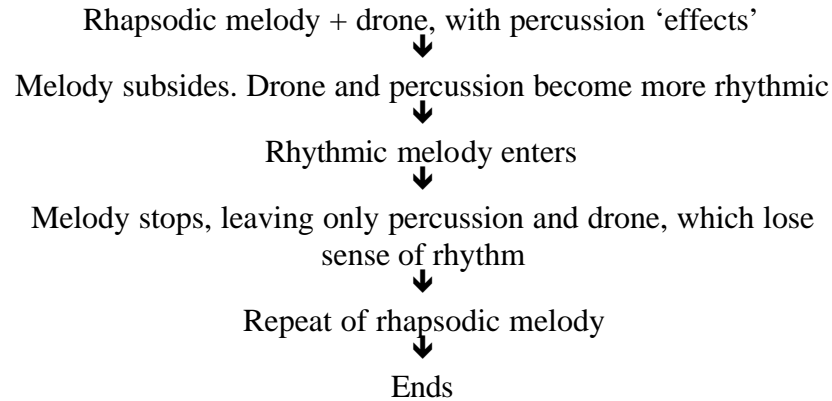 Rhapsodic melody + drone, with percussion ‘effects’
Melody subsides. Drone and percussion become more rhythmic
Rhythmic melody enters
Melody stops, leaving only percussion and drone, which lose
sense of rhythm
Repeat of rhapsodic melody
Ends